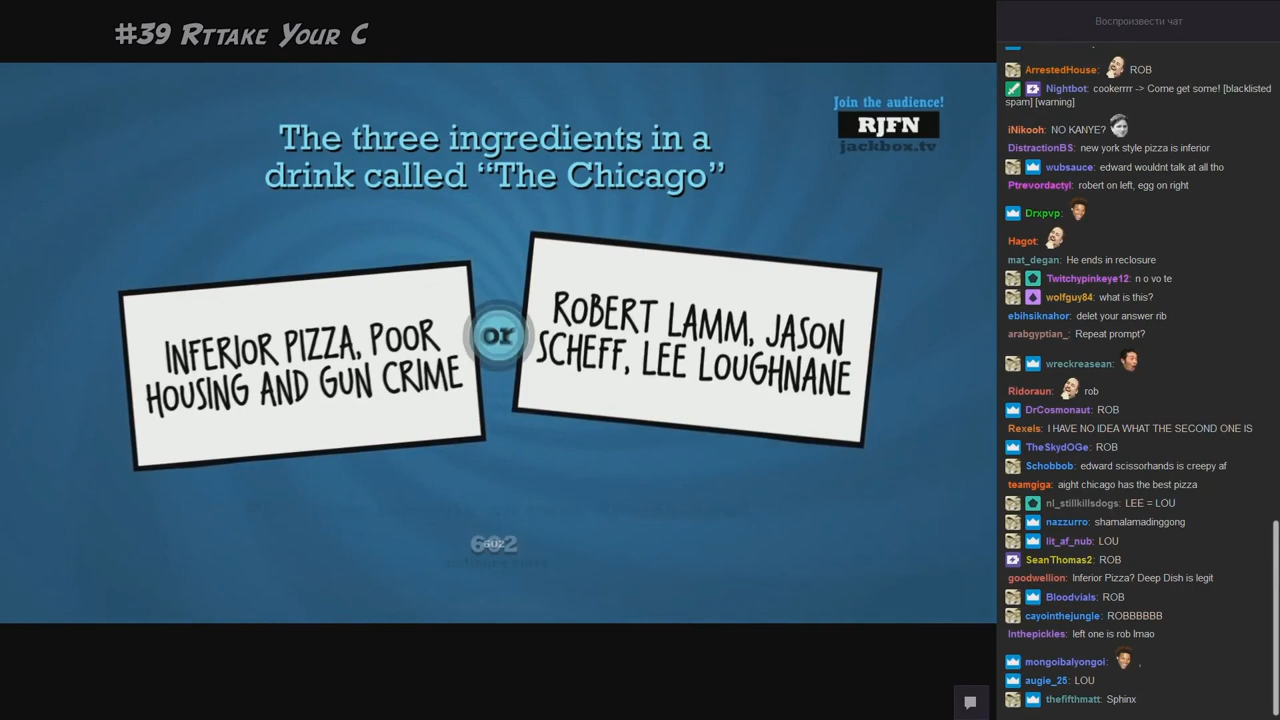 #39 Rttake Your C
Join the audience!
RJFN
jackbox.tv
The three ingredients in a
drink called “The Chicago”
INFERIOR PIZZA, POOR
HOUSING AND GUN CRIME
or
ROBERT LAMM, JASON
SCHEFF, LEE LOUGHNANE
Воспроизвести чат
ArrestedHouse: ROB
Nightbot: cookerrrr -> Come get some! [blacklisted
spam] [warning]
iNikooh: NO KANYE?
DistractionBS: new york style pizza is inferior
wubsauce: edward wouldnt talk at all tho
Ptrevordactyl: robert on left, egg on right
Drxpvp:
Hagot:
mat_degan: He ends in reclosure
Twitchypinkeye12: n o vo te
wolfguy84: what is this?
ebihsiknahor: delet your answer rib
arabgyptian_: Repeat prompt?
wreckreasean:
Ridoraun: rob
DrCosmonaut: ROB
Rexels: I HAVE NO IDEA WHAT THE SECOND ONE IS
TheSkydOGe: ROB
Schobbob: edward scissorhands is creepy af
teamgiga: aight chicago has the best pizza
nl_stillkillsdogs: LEE = LOU
nazzurro: shamalamadinggong
lit_af_nub: LOU
SeanThomas2: ROB
goodwellion: Inferior Pizza? Deep Dish is legit
Bloodvials: ROB
cayointhejungle: ROBBBBBB
Inthepickles: left one is rob lmao
mongoibalyongoi: ,
augie_25: LOU
thefifthmatt: Sphinx